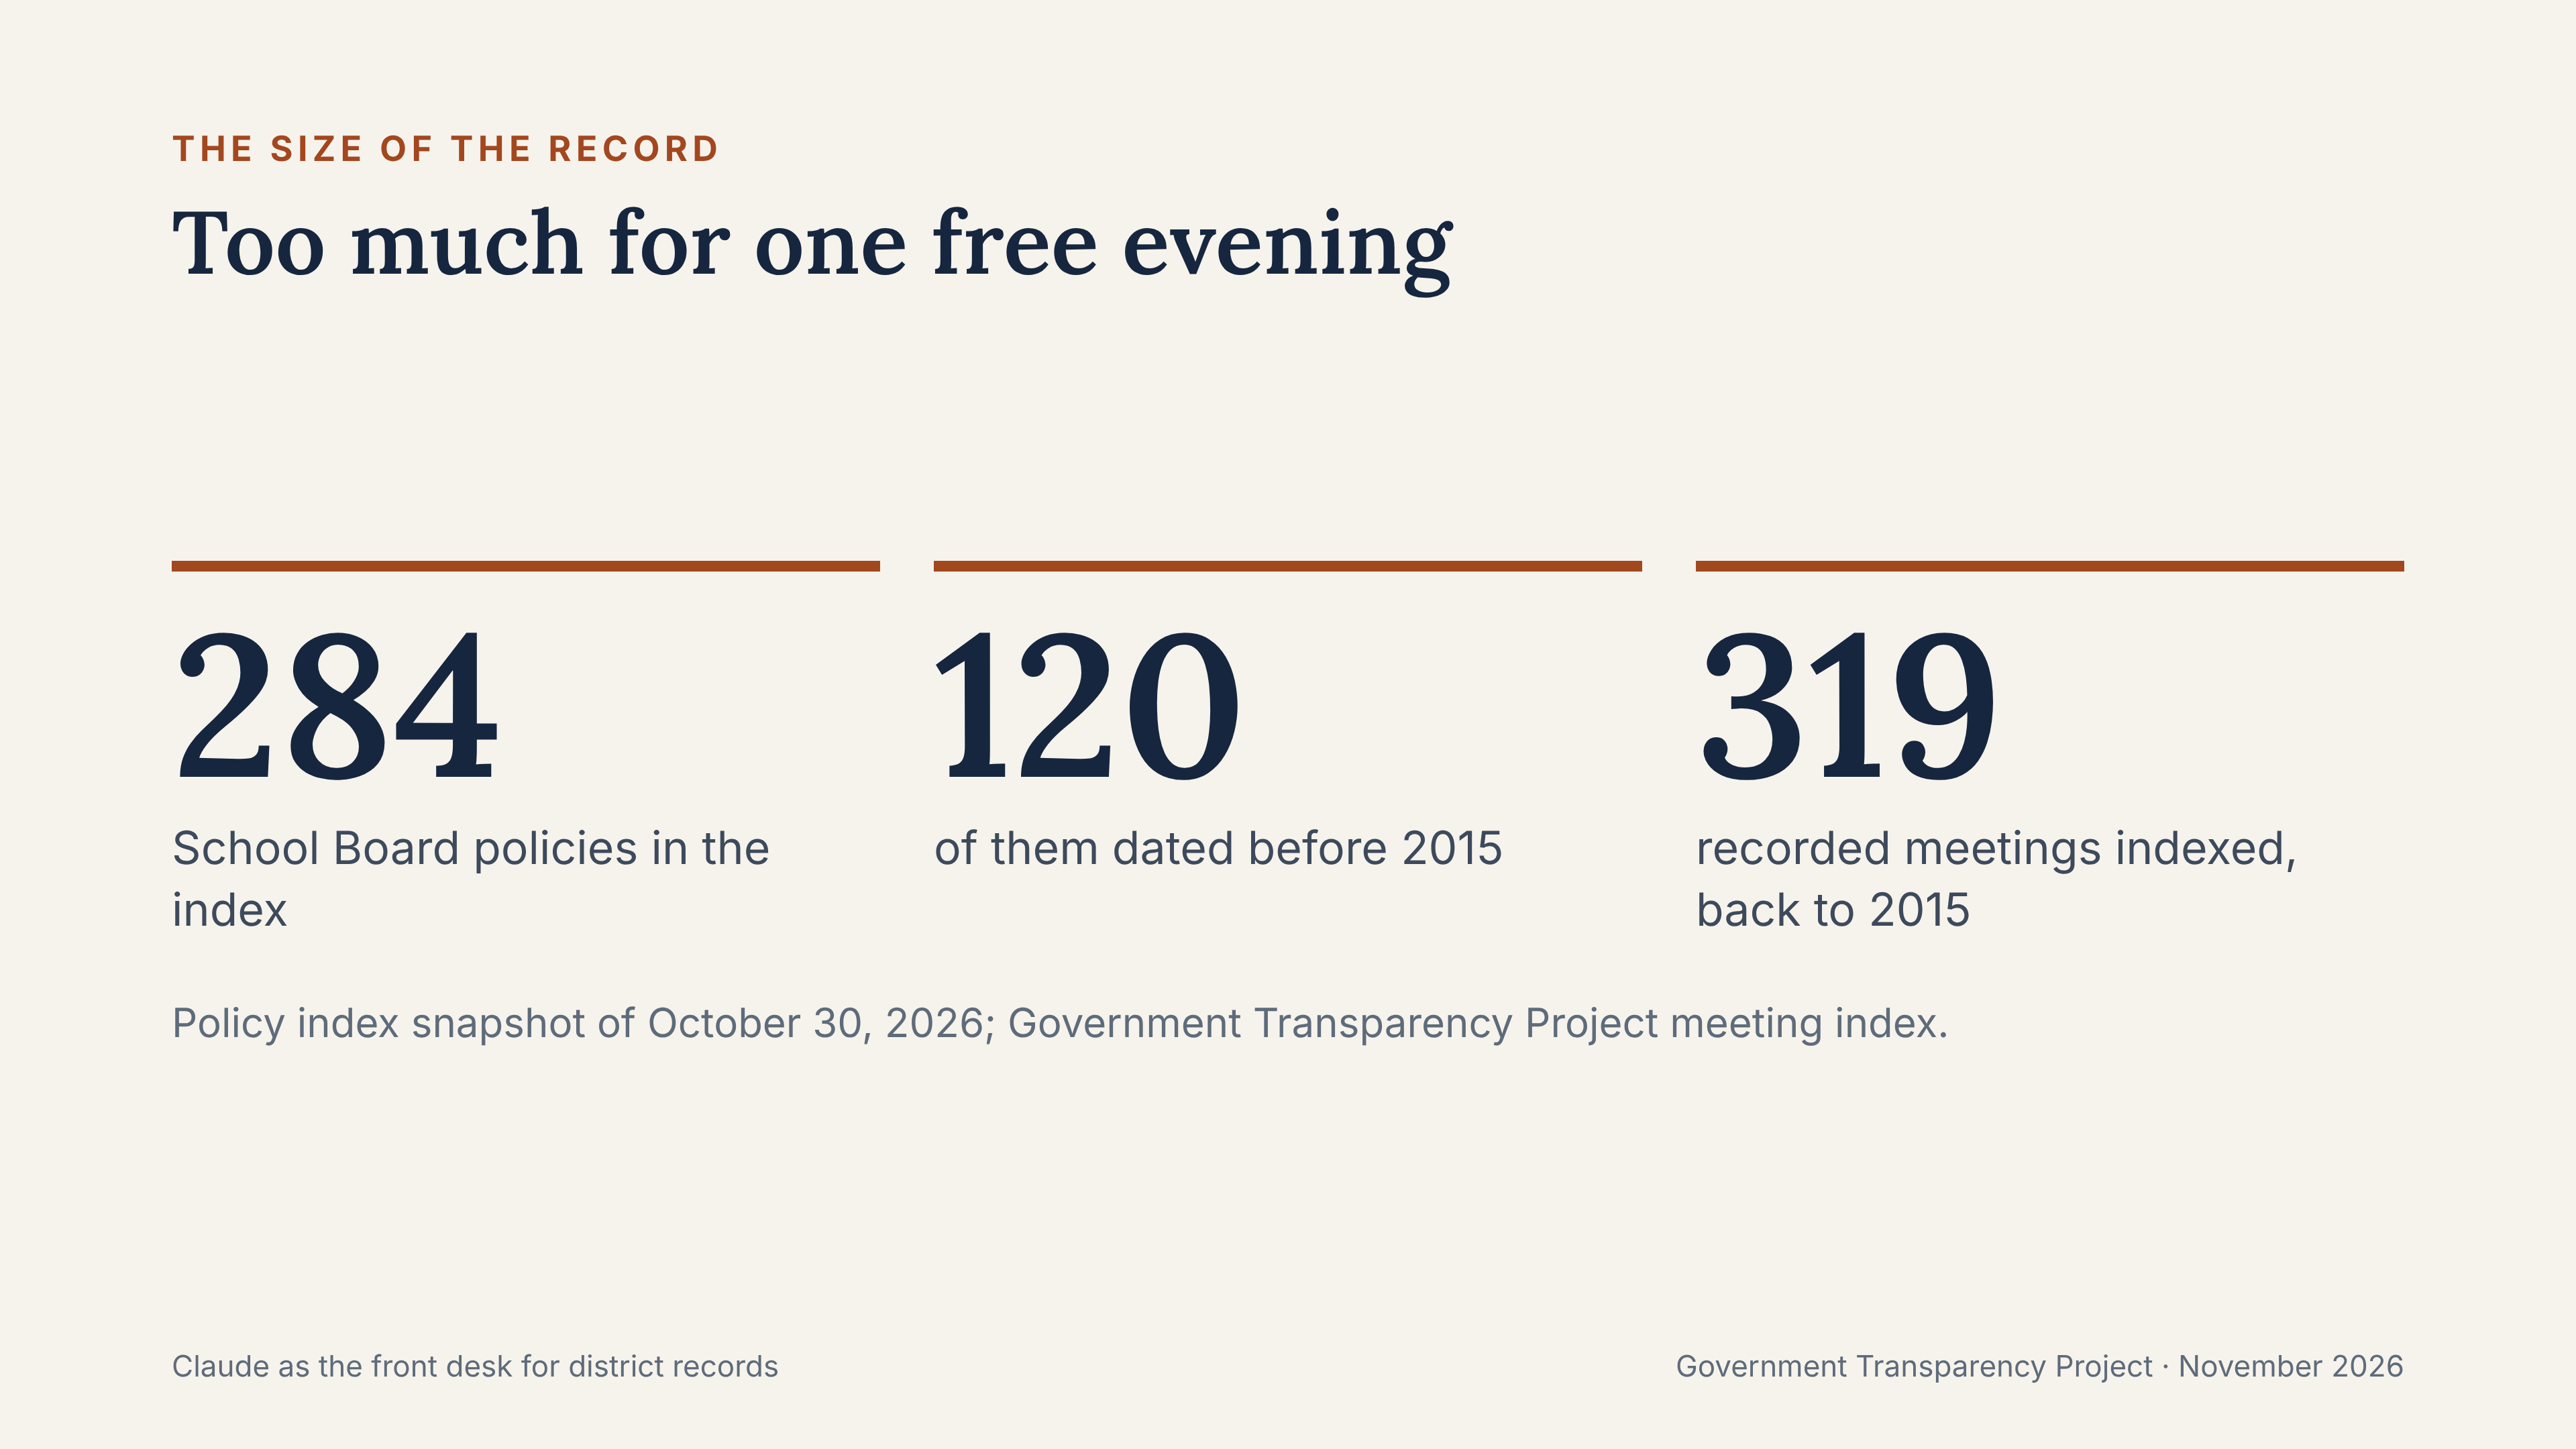 THE SIZE OF THE RECORD
Too much for one free evening
284
School Board policies in the
index
120
of them dated before 2015
319
recorded meetings indexed,
back to 2015
Policy index snapshot of October 30, 2026; Government Transparency Project meeting index.
Claude as the front desk for district records
Government Transparency Project · November 2026